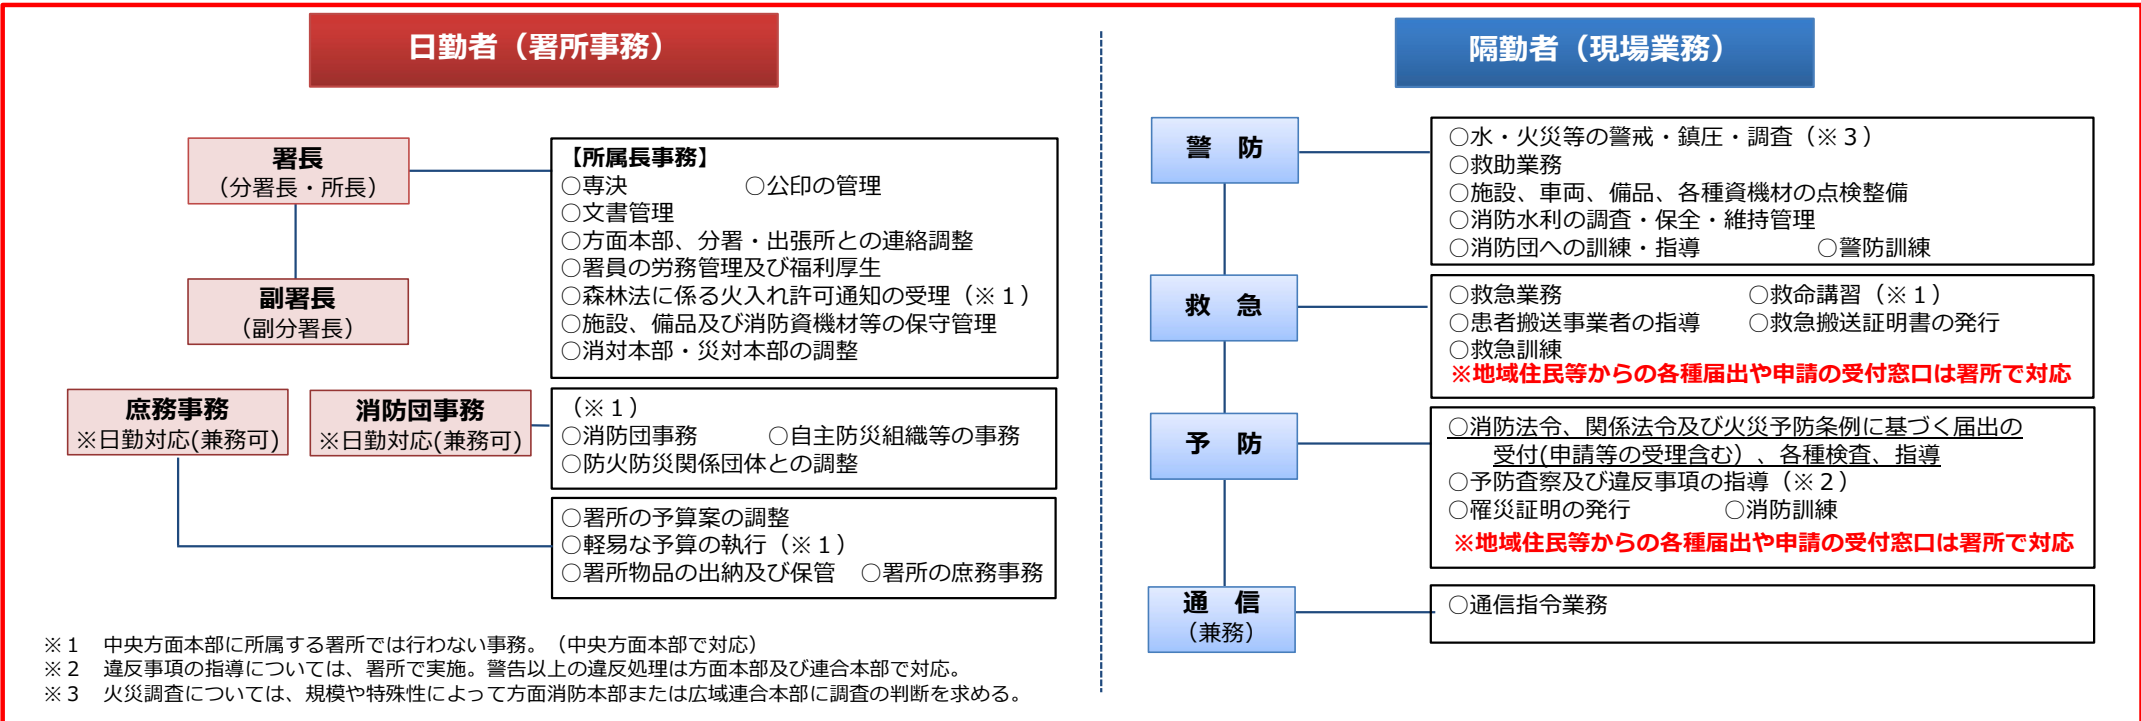 日勤者（署所事務）
署長
（分署長・所長）
副署長
（副分署長）
【所属長事務】
○専決　○公印の管理
○文書管理
○方面本部、分署・出張所との連絡調整
○署員の労務管理及び福利厚生
○森林法に係る火入れ許可通知の受理（※１）
○施設、備品及び消防資機材等の保守管理
○消対本部・災対本部の調整
庶務事務
※日勤対応(兼務可)
消防団事務
※日勤対応(兼務可)
（※１）
○消防団事務　○自主防災組織等の事務
○防火防災関係団体との調整
○署所の予算案の調整
○軽易な予算の執行（※１）
○署所物品の出納及び保管　○署所の庶務事務
※１　中央方面本部に所属する署所では行わない事務。（中央方面本部で対応）
※２　違反事項の指導については、署所で実施。警告以上の違反処理は方面本部及び連合本部で対応。
※３　火災調査については、規模や特殊性によって方面消防本部または広域連合本部に調査の判断を求める。
隔勤者（現場業務）
警　防
○水・火災等の警戒・鎮圧・調査（※３）
○救助業務
○施設、車両、備品、各種資機材の点検整備
○消防水利の調査・保全・維持管理
○消防団への訓練・指導　○警防訓練
救　急
○救急業務　○救命講習（※１）
○患者搬送事業者の指導　○救急搬送証明書の発行
○救急訓練
※地域住民等からの各種届出や申請の受付窓口は署所で対応
予　防
○消防法令、関係法令及び火災予防条例に基づく届出の
受付(申請等の受理含む）、各種検査、指導
○予防査察及び違反事項の指導（※２）
○罹災証明の発行　○消防訓練
※地域住民等からの各種届出や申請の受付窓口は署所で対応
通　信
（兼務）
○通信指令業務